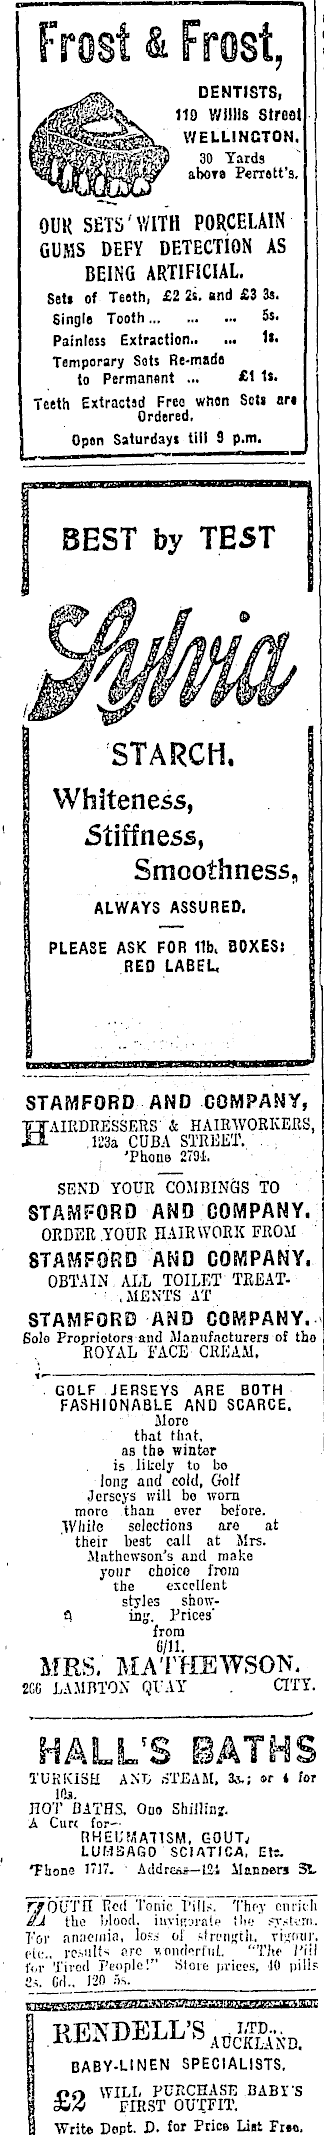 Frost & Frost,
DENTISTS,
119 Willis Street
WELLINGTON.
30 Yards
above Perrett's.
OUR SETS WITH PORCELAIN
GUMS DEFY DETECTION AS
BEING ARTIFICIAL.
Sets of Teeth, £2 2s. and £3 3s.
Single Tooth... ... ... 5s.
Painless Extraction.. ... 1s.
Temporary Sets Re-made
to Permanent ... £1 1s.
Teeth Extracted Free when Sets are
Ordered.
Open Saturdays till 9 p.m.
BEST by TEST
Sylvia
STARCH.
Whiteness,
Stiffness,
Smoothness,
ALWAYS ASSURED.
PLEASE ASK FOR 1lb. BOXES:
RED LABEL.
STAMFORD AND COMPANY,
HAIRDRESSERS & HAIRWORKERS,
123a CUBA STREET.
'Phone 2794.
SEND YOUR COMBINGS TO
STAMFORD AND COMPANY.
ORDER YOUR HAIRWORK FROM
STAMFORD AND COMPANY.
OBTAIN ALL TOILET TREAT-
MENTS AT
STAMFORD AND COMPANY.
Sole Proprietors and Manufacturers of the
ROYAL FACE CREAM.
GOLF JERSEYS ARE BOTH
FASHIONABLE AND SCARCE.
More
that that,
as the winter
is likely to be
long and cold, Golf
Jerseys will be worn
more than ever before.
While selections are at
their best call at Mrs.
Mathewson's and make
your choice from
the excellent
styles show-
ing. Prices
from
6/11.
MRS. MATHEWSON.
266 LAMBTON QUAY CITY.
HALL'S BATHS
TURKISH AND STEAM, 3s.; or 4 for
10s.
HOT BATHS, One Shilling.
A Cure for—
RHEUMATISM, GOUT,
LUMBAGO SCIATICA, Etc.
'Phone 1717. Address—124 Manners St.
ZOUTH Red Tonic Pills. They enrich
the blood, invigorate the system.
For anaemia, loss of strength, vigour,
etc., results are wonderful. "The Pill
for Tired People!" Store prices, 40 pills
2s. 6d., 120 5s.
RENDELL'S LTD.,
AUCKLAND.
BABY-LINEN SPECIALISTS.
£2 WILL PURCHASE BABY'S
FIRST OUTFIT.
Write Dept. D. for Price List Free.